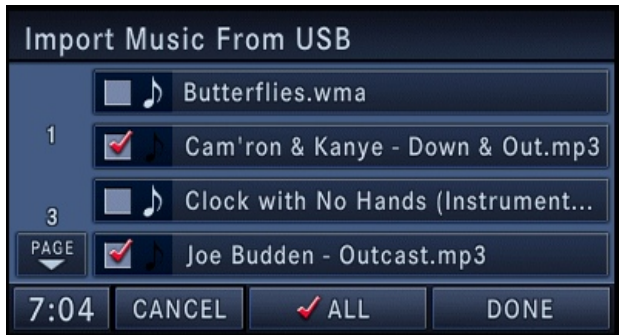 Import Music From USB
Butterflies.wma
1
Cam'ron & Kanye - Down & Out.mp3
Clock with No Hands (Instrument...
3
PAGE
Joe Budden - Outcast.mp3
7:04 CANCEL ALL DONE